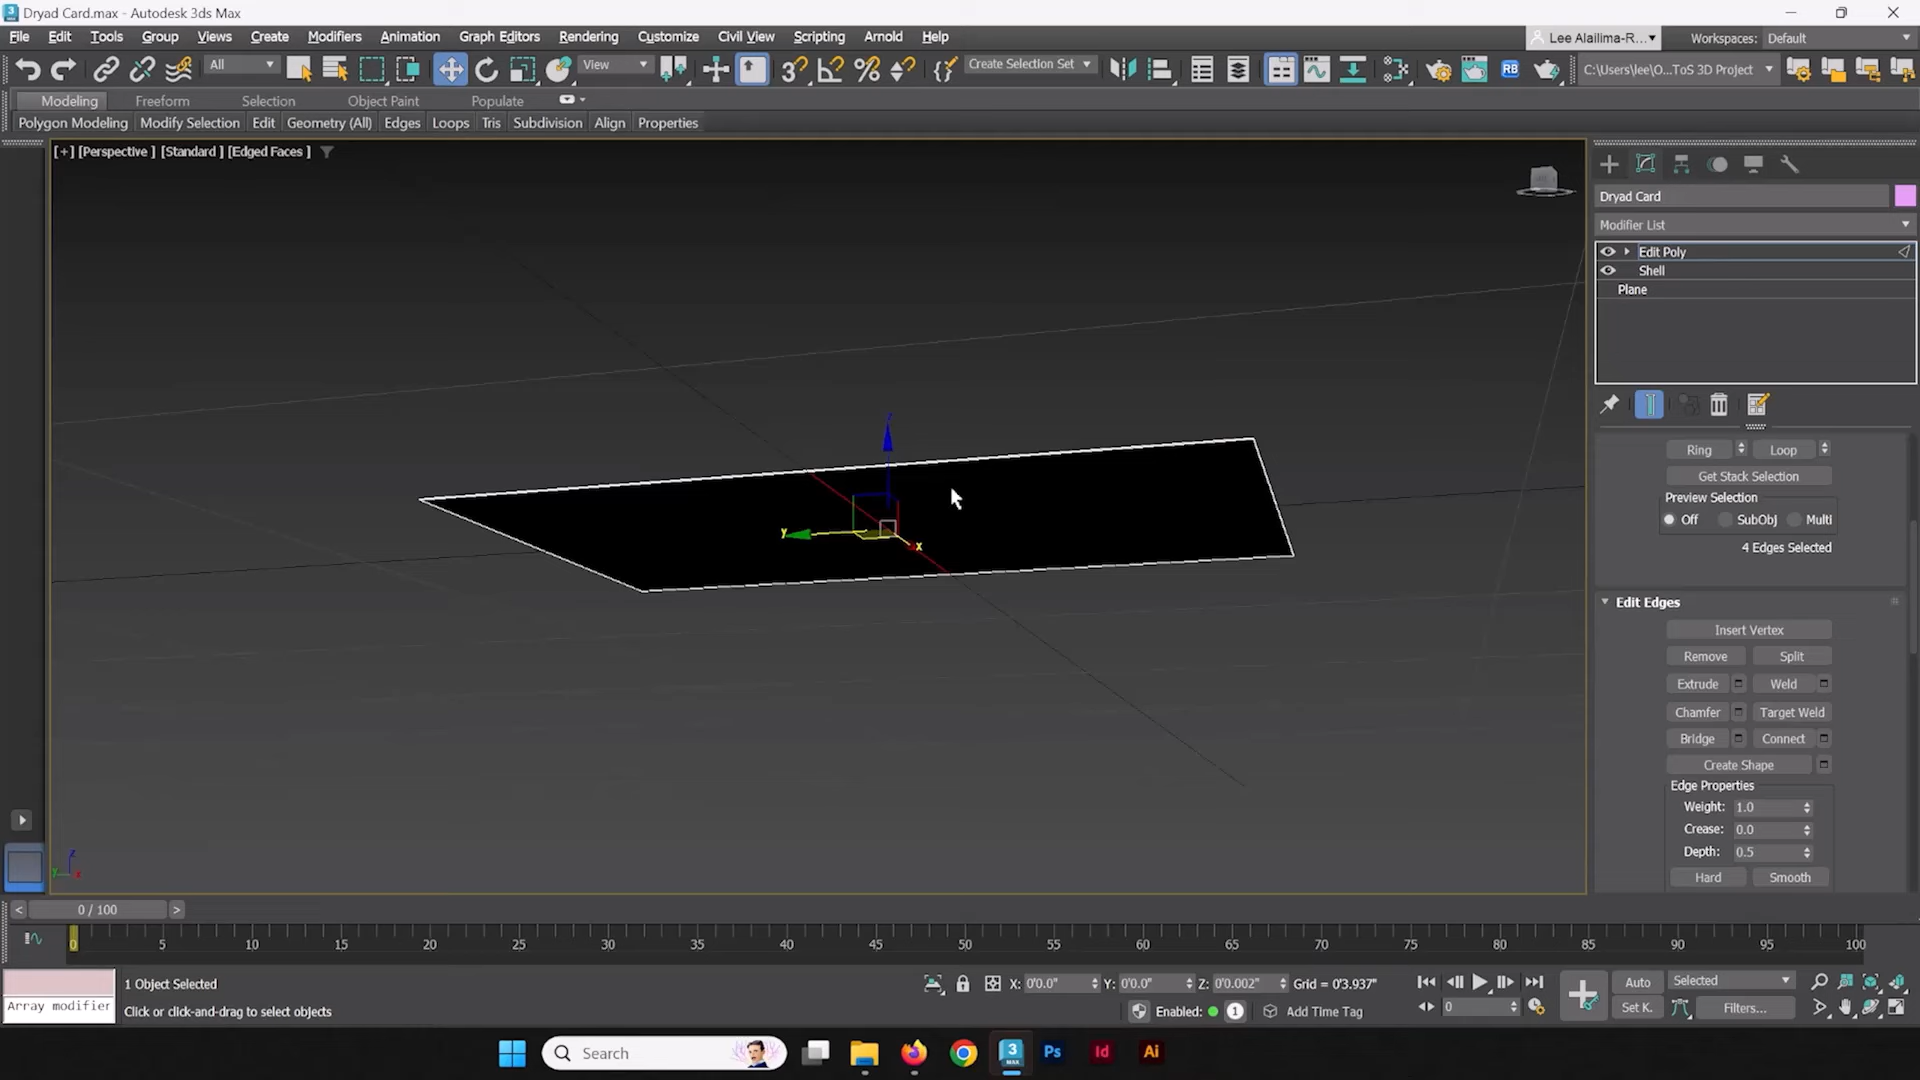 Dryad Card.max - Autodesk 3ds Max
File Edit Tools Group Views Create Modifiers Animation Graph Editors Rendering Customize Civil View Scripting Arnold Help
Lee Alailima-R... Workspaces: Default
All View Create Selection Set RB C:\Users\lee\O...ToS 3D Project
Modeling Freeform Selection Object Paint Populate
Polygon Modeling Modify Selection Edit Geometry (All) Edges Loops Tris Subdivision Align Properties
[+] [Perspective ] [Standard ] [Edged Faces ]
Dryad Card
Modifier List
Edit Poly
Shell
Plane
Ring Loop
Get Stack Selection
Preview Selection
Off SubObj Multi
4 Edges Selected
Edit Edges
Insert Vertex
Remove Split
Extrude Weld
Chamfer Target Weld
Bridge Connect
Create Shape
Edge Properties
Weight: 1.0
Crease: 0.0
Depth: 0.5
Hard Smooth
y x
z
y x
< 0 / 100 >
0 5 10 15 20 25 30 35 40 45 50 55 60 65 70 75 80 85 90 95 100
1 Object Selected X: 0'0.0" Y: 0'0.0" Z: 0'0.002" Grid = 0'3.937" Auto Selected
Array modifier Click or click-and-drag to select objects Enabled: 1 Add Time Tag 0 Set K. Filters...
Search 3 MAX Ps Id Ai